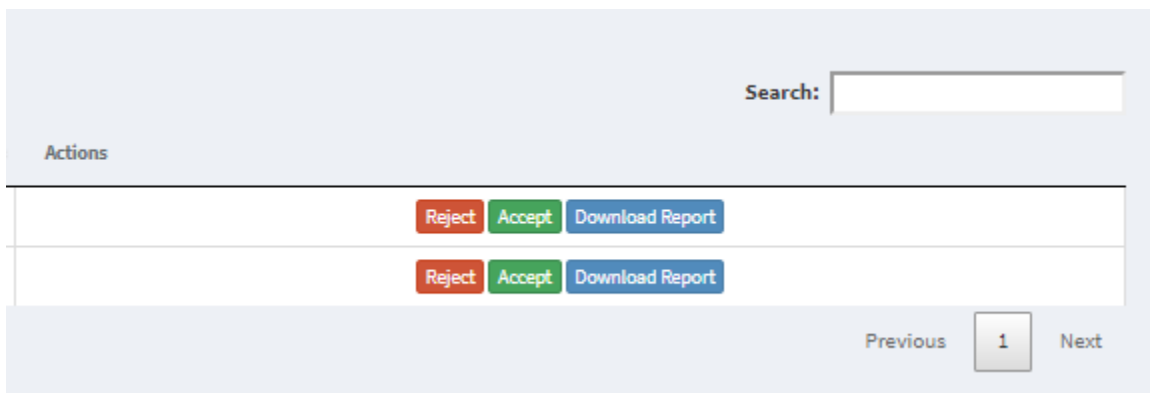 Search:
Actions
Reject Accept Download Report
Reject Accept Download Report
Previous 1 Next